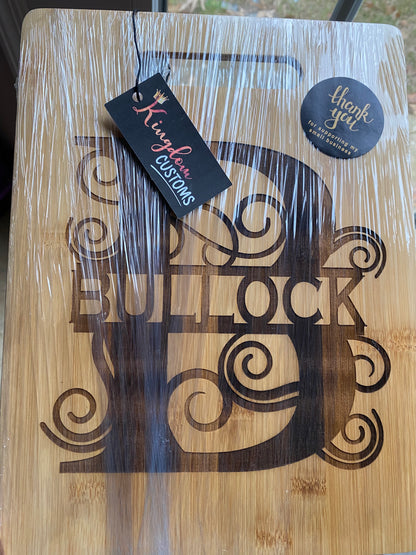 Kingdom
CUSTOMS
thank
you
for supporting my
small business
B
BULLOCK